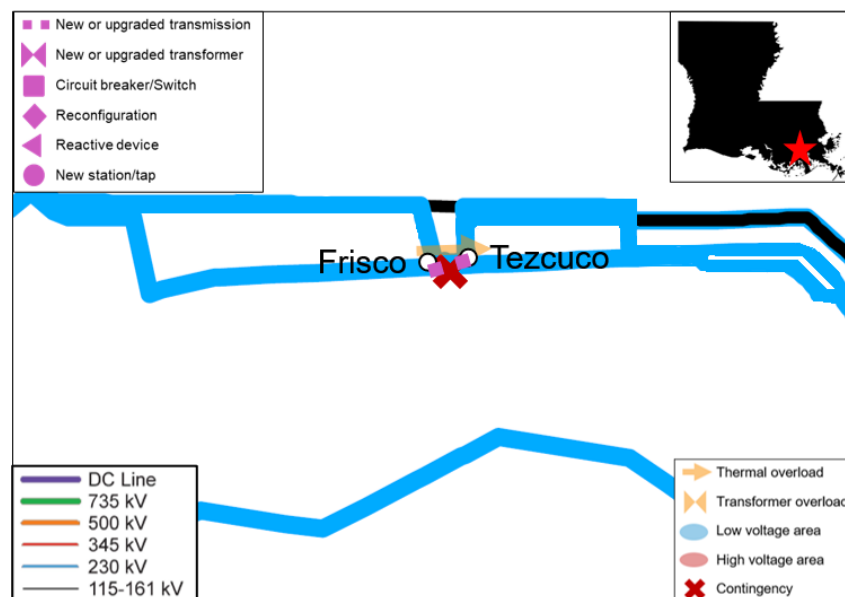 New or upgraded transmission
New or upgraded transformer
Circuit breaker/Switch
Reconfiguration
Reactive device
New station/tap
Frisco
Tezcuco
DC Line
735 kV
500 kV
345 kV
230 kV
115-161 kV
Thermal overload
Transformer overload
Low voltage area
High voltage area
Contingency